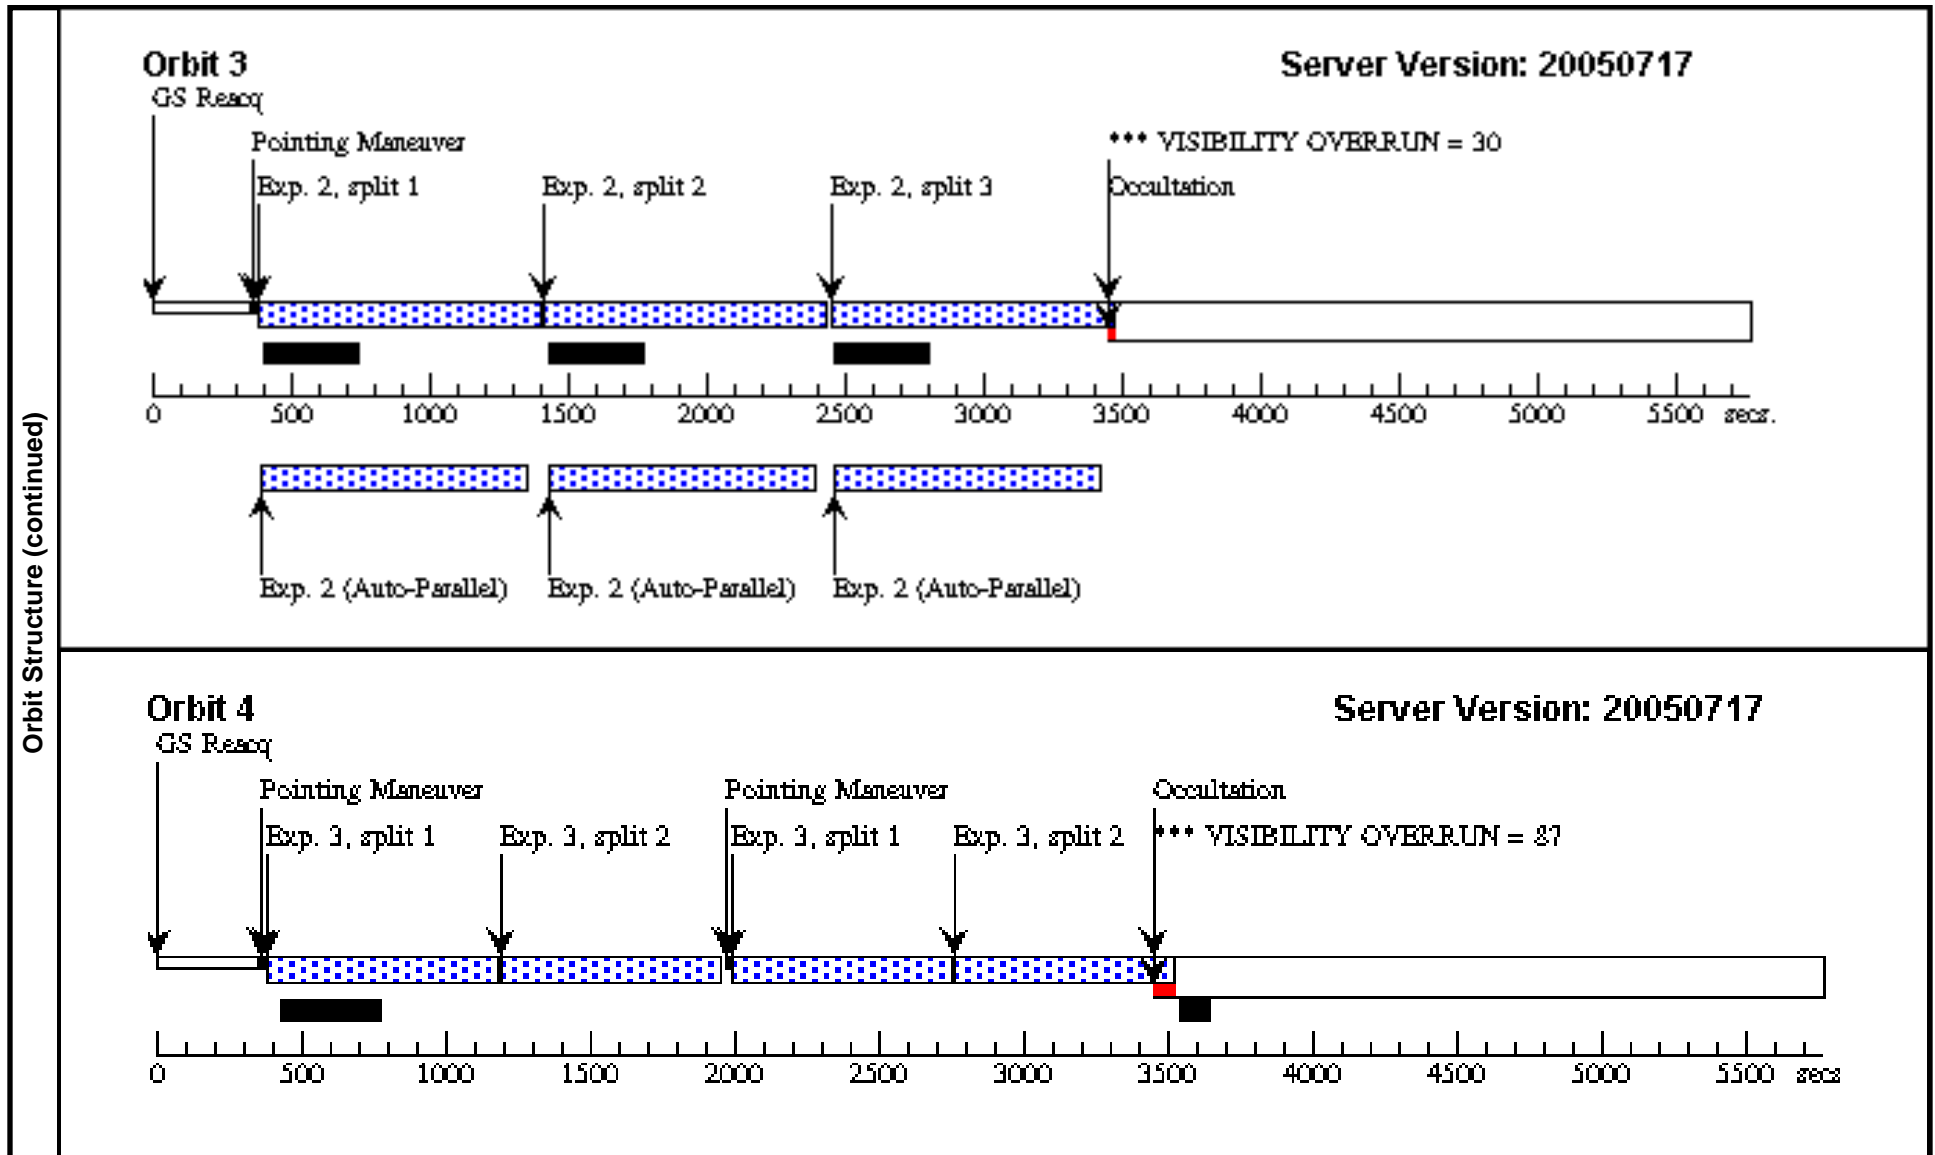 Orbit Structure (continued)
Orbit 3
Server Version: 20050717
GS Reacq
Pointing Maneuver
*** VISIBILITY OVERRUN = 30
Exp. 2, split 1
Exp. 2, split 2
Exp. 2, split 3
Occultation
0 500 1000 1500 2000 2500 3000 3500 4000 4500 5000 5500 secs.
Exp. 2 (Auto-Parallel)
Exp. 2 (Auto-Parallel)
Exp. 2 (Auto-Parallel)
Orbit 4
Server Version: 20050717
GS Reacq
Pointing Maneuver
Pointing Maneuver
Occultation
Exp. 3, split 1
Exp. 3, split 2
Exp. 3, split 1
Exp. 3, split 2
*** VISIBILITY OVERRUN = 87
0 500 1000 1500 2000 2500 3000 3500 4000 4500 5000 5500 secs